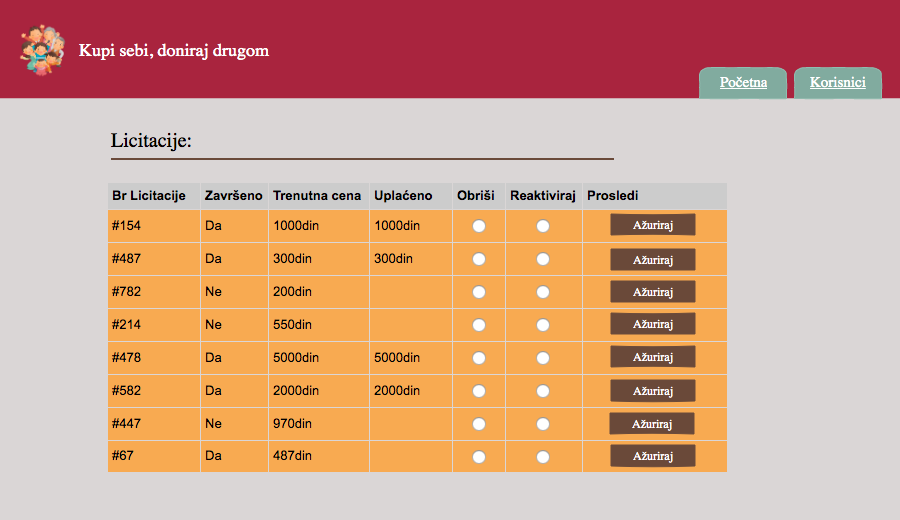 Kupi sebi, doniraj drugom
Početna Korisnici
Licitacije:
Br Licitacije Završeno Trenutna cena Uplaćeno Obriši Reaktiviraj Prosledi
#154 Da 1000din 1000din Ažuriraj
#487 Da 300din 300din Ažuriraj
#782 Ne 200din Ažuriraj
#214 Ne 550din Ažuriraj
#478 Da 5000din 5000din Ažuriraj
#582 Da 2000din 2000din Ažuriraj
#447 Ne 970din Ažuriraj
#67 Da 487din Ažuriraj